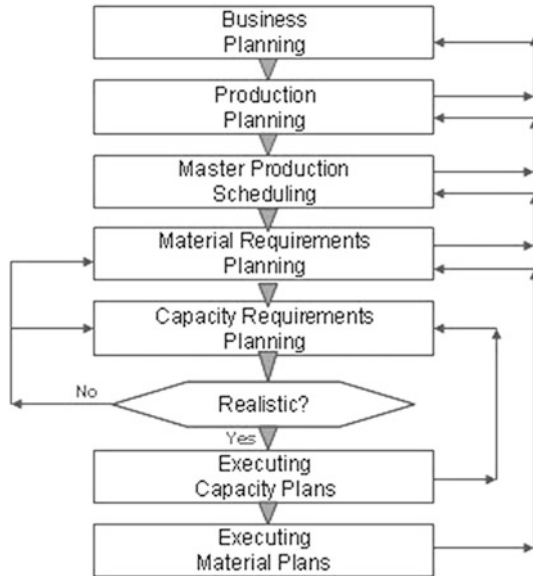 Business
Planning
Production
Planning
Master Production
Scheduling
Material Requirements
Planning
Capacity Requirements
Planning
No
Realistic?
Yes
Executing
Capacity Plans
Executing
Material Plans